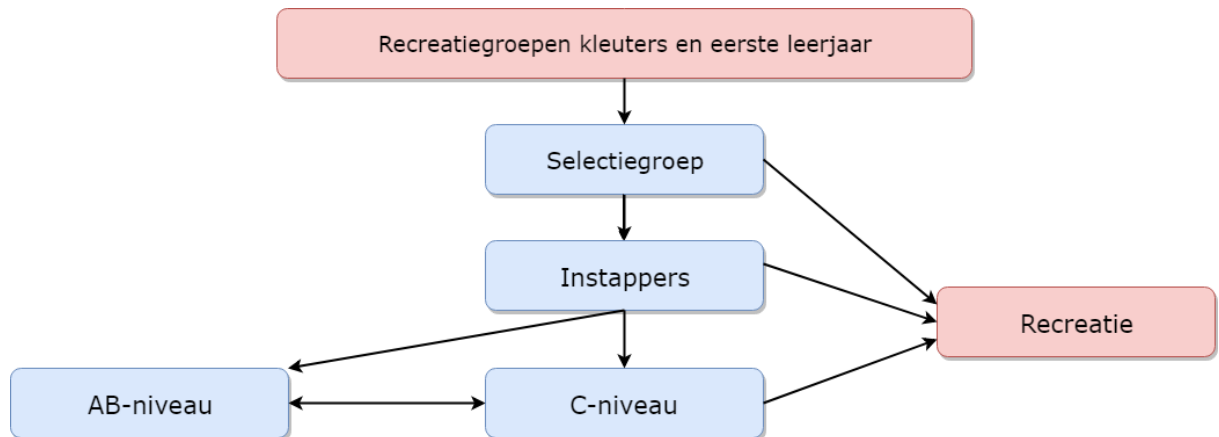 Recreatiegroepen kleuters en eerste leerjaar
Selectiegroep
Instappers
Recreatie
AB-niveau
C-niveau